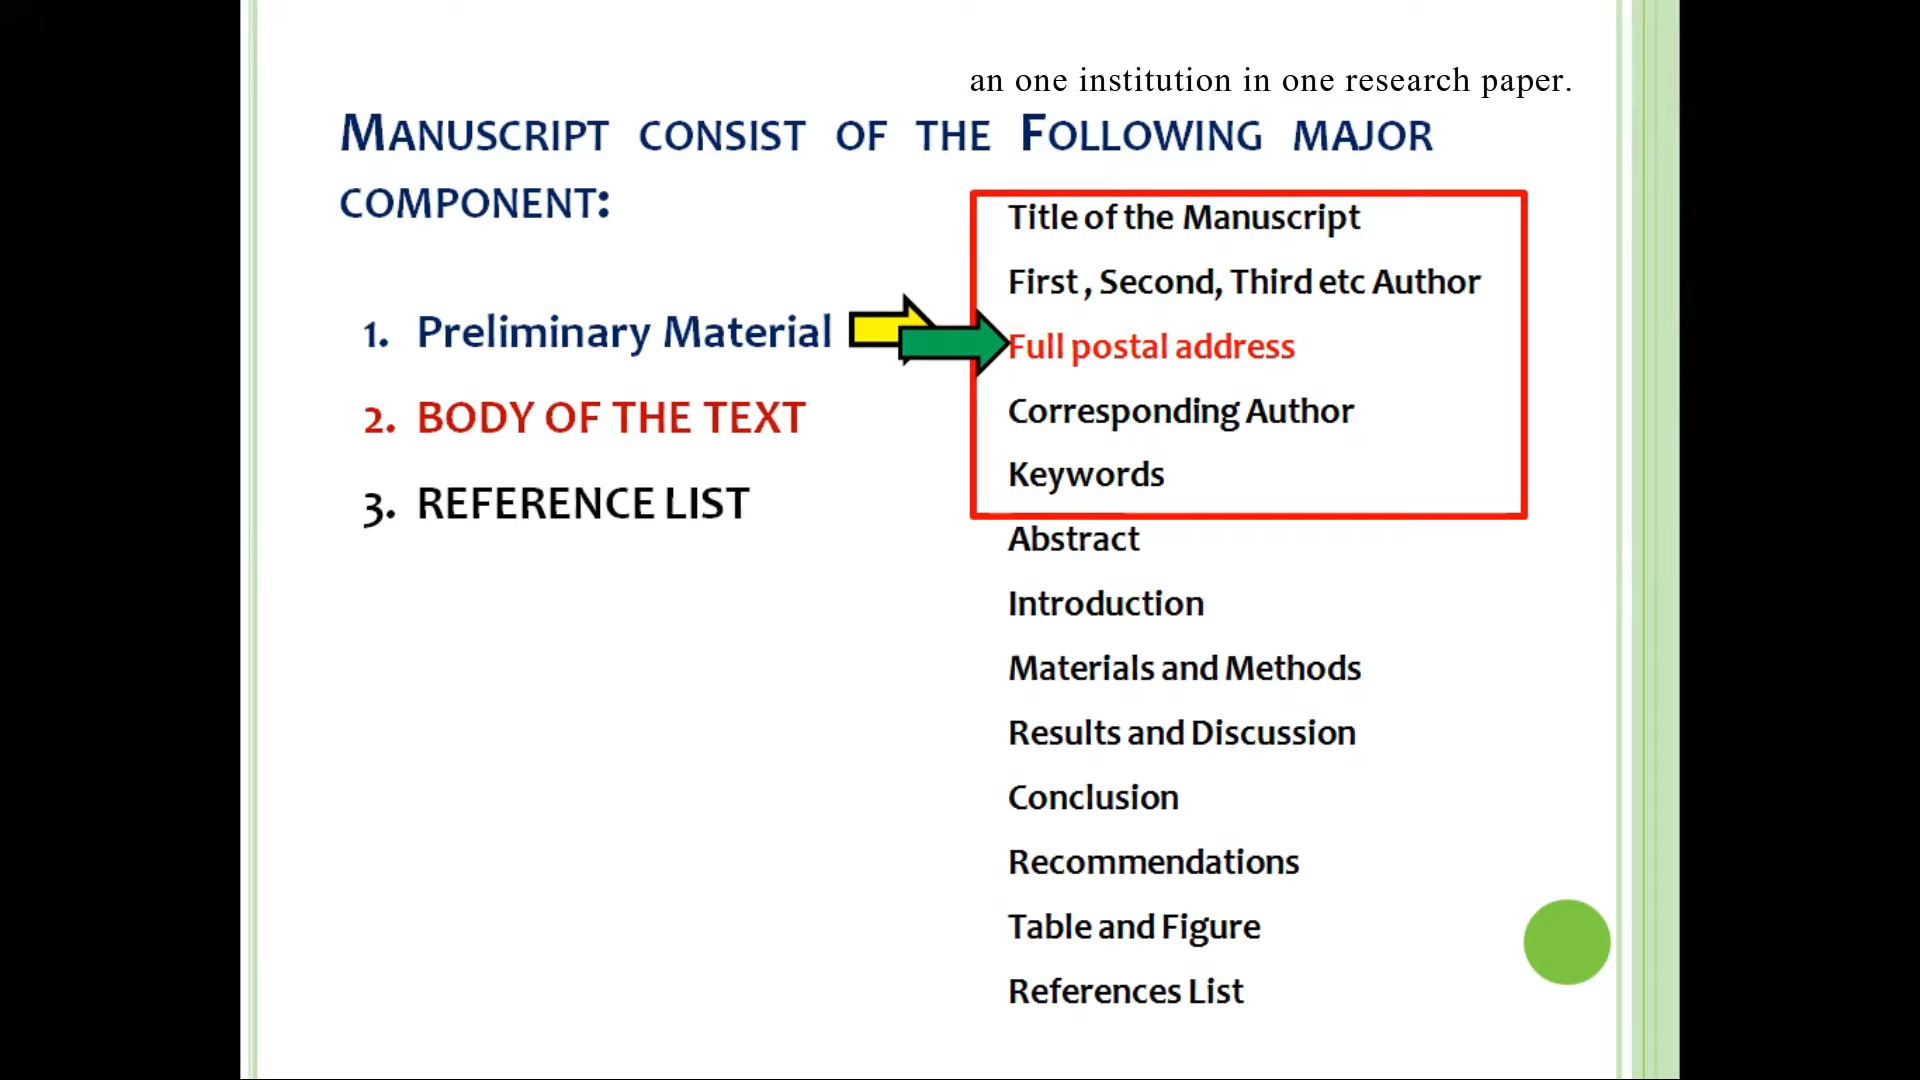 an one institution in one research paper.
Manuscript consist of the Following major
component:
1. Preliminary Material
2. BODY OF THE TEXT
3. REFERENCE LIST
Title of the Manuscript
First , Second, Third etc Author
Full postal address
Corresponding Author
Keywords
Abstract
Introduction
Materials and Methods
Results and Discussion
Conclusion
Recommendations
Table and Figure
References List